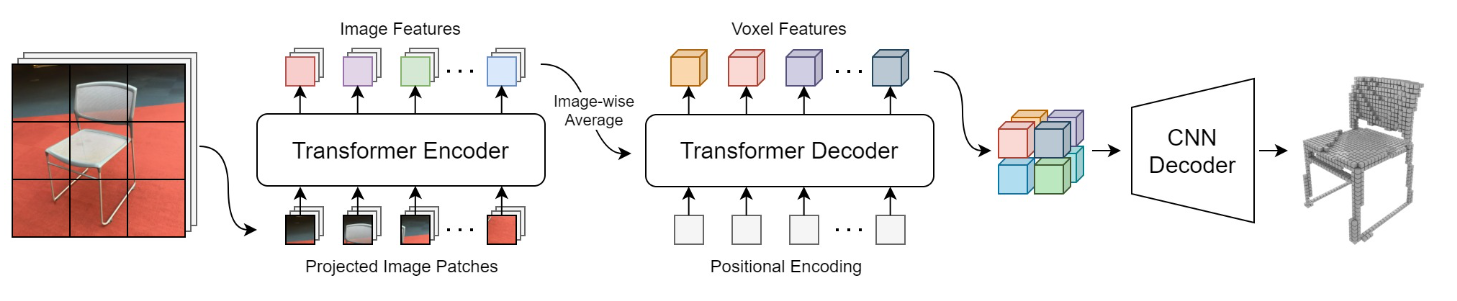 Image Features
Voxel Features
Image-wise
Average
Transformer Encoder
Transformer Decoder
CNN
Decoder
Projected Image Patches
Positional Encoding